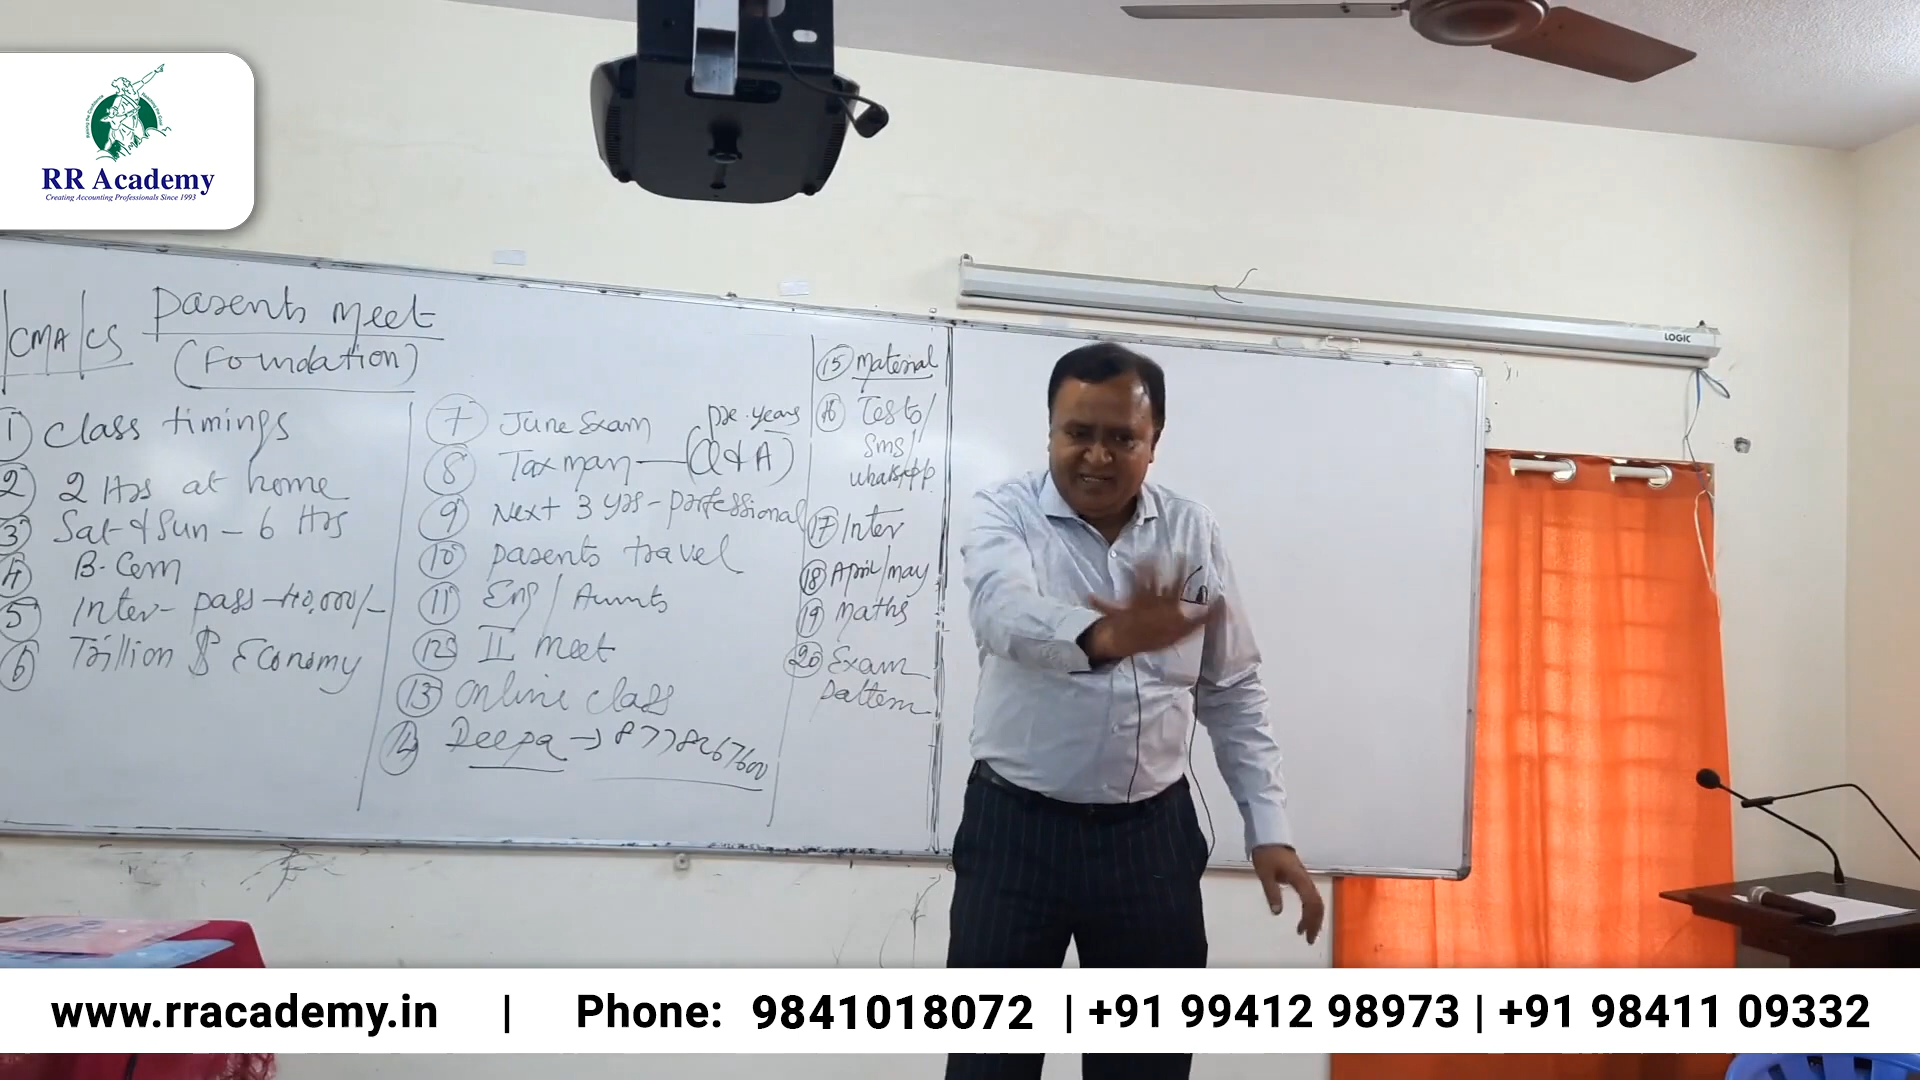 RR Academy
Creating Accounting Professionals Since 1993
CMA/CS
Parents Meet
(Foundation)
1 Class timings
2 2 Hrs at home
3 Sat & Sun - 6 Hrs
4 B.Com
5 Inter - pass - 40,000/-
6 Trillion $ Economy
7 June Exam
8 Taxman - (Q & A) pre. years
9 Next 3 yrs - professional
10 parents travel
11 Eng / Aunts
12 II meet
13 Online class
14 Deepa → 8778267600
15 Material
16 Tests/
Sms/
WhatsApp
17 Inter
18 April/May
19 Maths
20 Exam
Pattern
LOGIC
www.rracademy.in | Phone: 9841018072 | +91 99412 98973 | +91 98411 09332